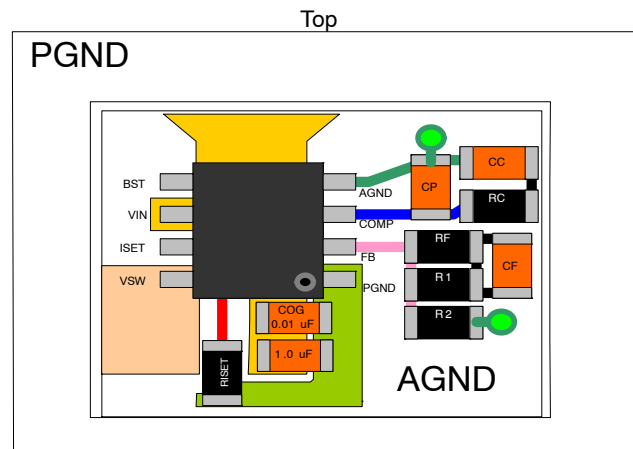 Top
PGND
BST
VIN
ISET
VSW
AGND
COMP
FB
PGND
CP
CC
RC
RF
R1
R2
CF
COG
0.01 uF
1.0 uF
RISET
AGND